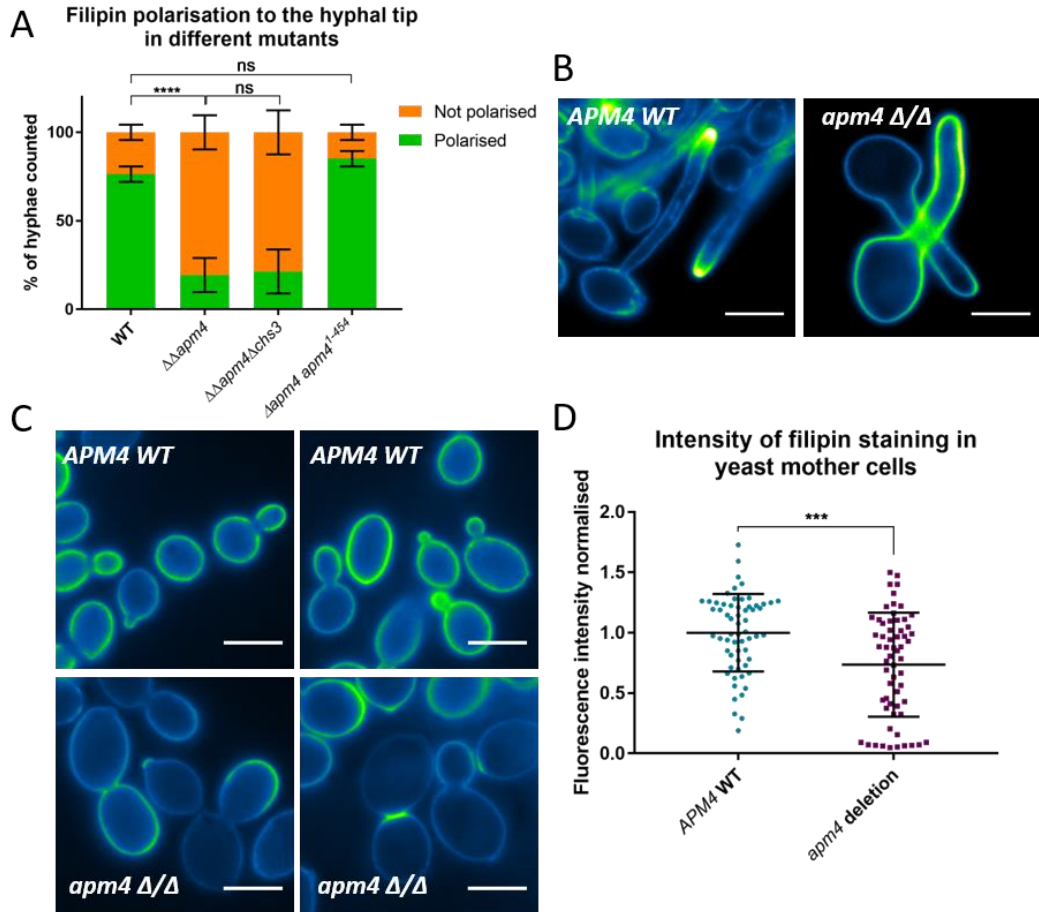 A
Filipin polarisation to the hyphal tip
in different mutants
ns
**** ns
Not polarised
Polarised
% of hyphae counted
100
50
0
WT
ΔΔapm4
ΔΔapm4Δchs3
Δapm4 apm4¹⁻⁴⁵⁴
B
APM4 WT
apm4 Δ/Δ
C
APM4 WT
APM4 WT
apm4 Δ/Δ
apm4 Δ/Δ
D
Intensity of filipin staining in
yeast mother cells
***
Fluorescence intensity normalised
2.0
1.5
1.0
0.5
0.0
APM4 WT
apm4 deletion